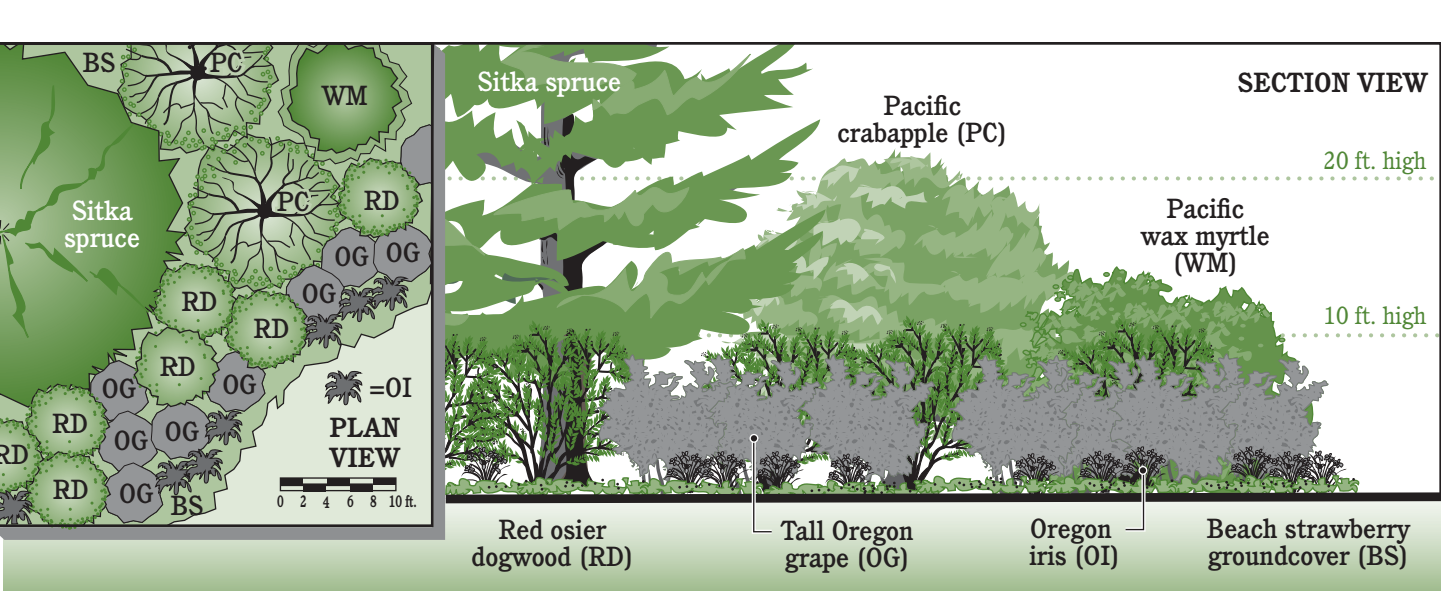 BS
PC
WM
PC
RD
Sitka
spruce
OG
OG
RD
OG
RD
RD
OG
OG
RD
OG
OG
RD
RD
OG
BS
=OI
PLAN
VIEW
0 2 4 6 8 10 ft.
Sitka spruce
Pacific
crabapple (PC)
SECTION VIEW
20 ft. high
Pacific
wax myrtle
(WM)
10 ft. high
Red osier
dogwood (RD)
Tall Oregon
grape (OG)
Oregon
iris (OI)
Beach strawberry
groundcover (BS)